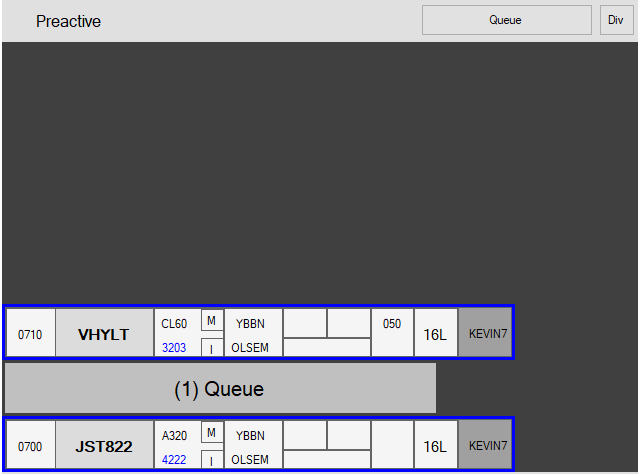 Preactive Queue Div
0710 VHYLT CL60 M YBBN 050 16L KEVIN7
3203 I OLSEM
(1) Queue
0700 JST822 A320 M YBBN 16L KEVIN7
4222 I OLSEM